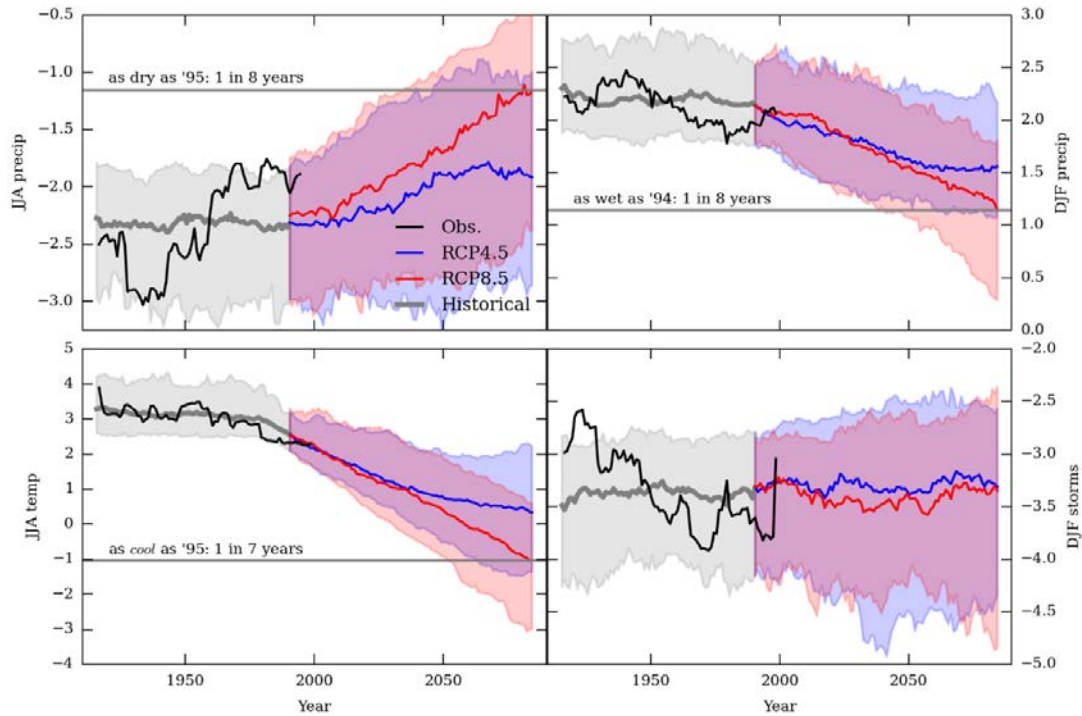 −0.5
−1.0
−1.5
−2.0
−2.5
−3.0
JJA precip
as dry as '95: 1 in 8 years
Obs.
RCP4.5
RCP8.5
Historical
3.0
2.5
2.0
1.5
1.0
0.5
0.0
DJF precip
as wet as '94: 1 in 8 years
5
4
3
2
1
0
−1
−2
−3
−4
JJA temp
as cool as '95: 1 in 7 years
1950
2000
2050
Year
−2.0
−2.5
−3.0
−3.5
−4.0
−4.5
−5.0
DJF storms
1950
2000
2050
Year